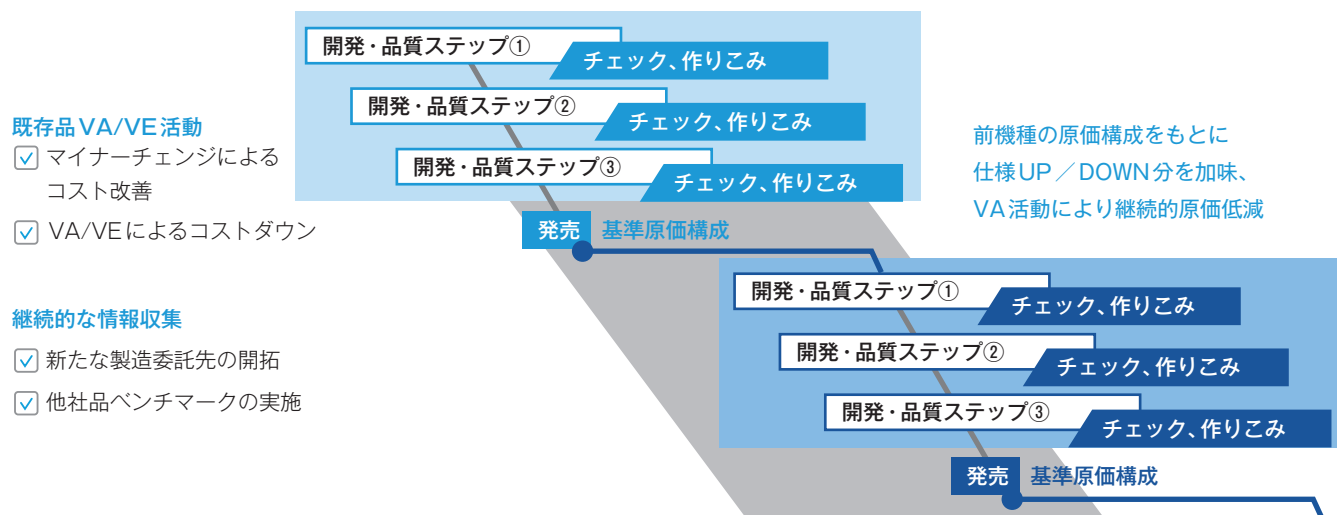 開発・品質ステップ①
チェック、作りこみ
開発・品質ステップ②
チェック、作りこみ
開発・品質ステップ③
チェック、作りこみ
発売 基準原価構成
既存品VA/VE活動
マイナーチェンジによる
コスト改善
VA/VEによるコストダウン
継続的な情報収集
新たな製造委託先の開拓
他社品ベンチマークの実施
前機種の原価構成をもとに
仕様UP／DOWN分を加味、
VA活動により継続的原価低減
開発・品質ステップ①
チェック、作りこみ
開発・品質ステップ②
チェック、作りこみ
開発・品質ステップ③
チェック、作りこみ
発売 基準原価構成